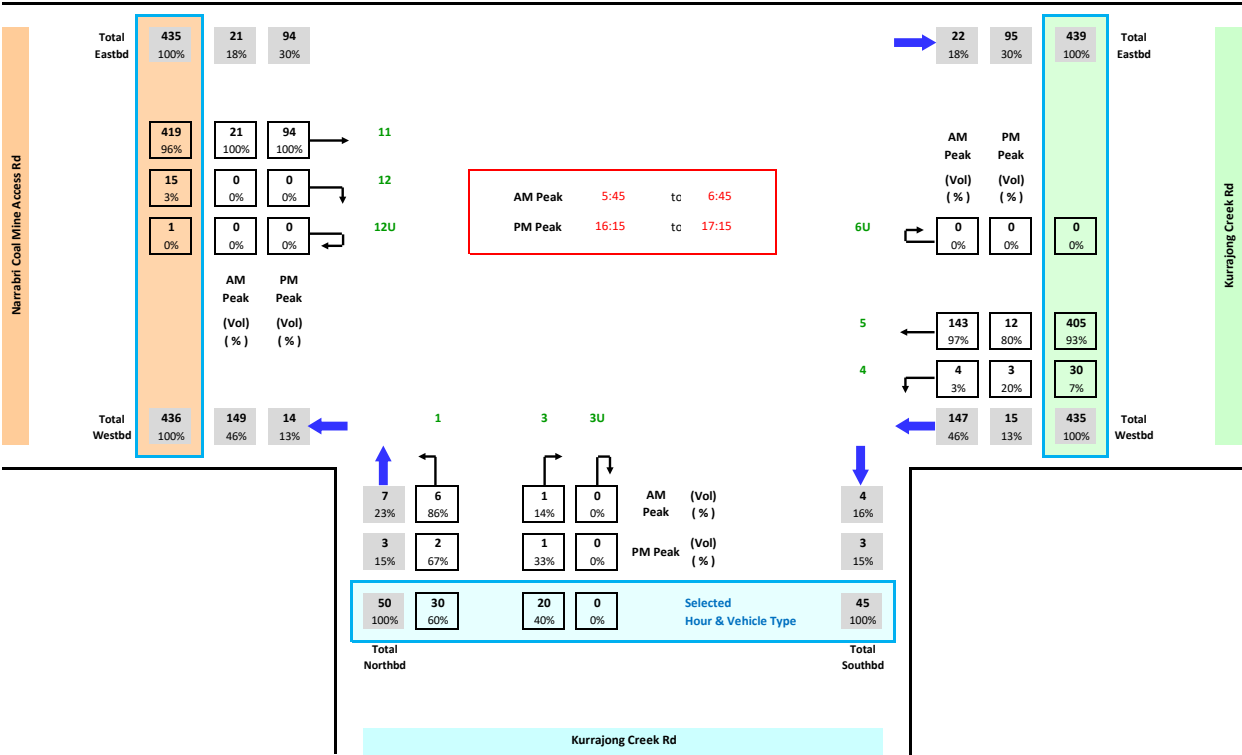 Total 435 21 94 22 95 439 Total
Eastbd 100% 18% 30% 18% 30% 100% Eastbd
419 21 94 11
96% 100% 100%
AM PM
Peak Peak
15 0 0 12
3% 0% 0%
(Vol) (Vol)
( % ) ( % )
AM Peak 5:45 to 6:45
PM Peak 16:15 to 17:15
1 0 0 12U
0% 0% 0%
6U 0 0 0
0% 0% 0%
Narrabri Coal Mine Access Rd
Kurrajong Creek Rd
AM PM
Peak Peak
(Vol) (Vol)
( % ) ( % )
5 143 12 405
97% 80% 93%
4 4 3 30
3% 20% 7%
Total 436 149 14
Westbd 100% 46% 13%
1 3 3U
147 15 435 Total
46% 13% 100% Westbd
7 6 1 0 AM (Vol) 4
23% 86% 14% 0% Peak ( % ) 16%
3 2 1 0 PM Peak (Vol) 3
15% 67% 33% 0% ( % ) 15%
50 30 20 0 Selected 45
100% 60% 40% 0% Hour & Vehicle Type 100%
Total Total
Northbd Southbd
Kurrajong Creek Rd